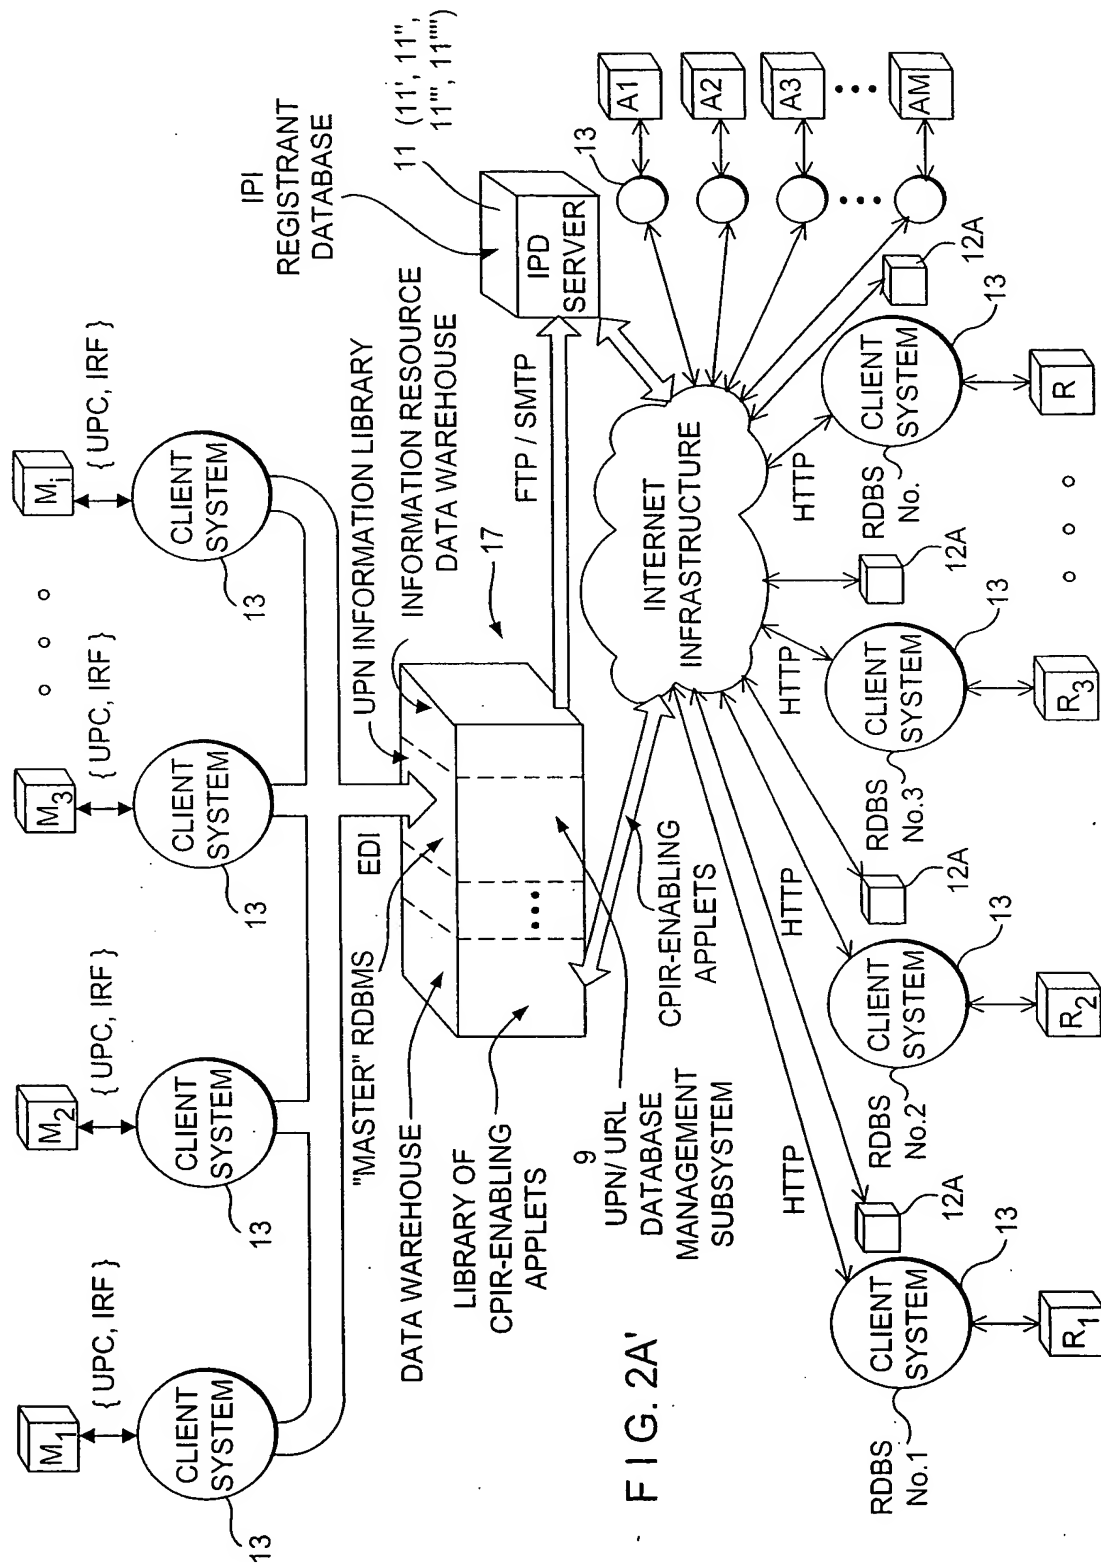 M1
M2
M3
Mi
{ UPC, IRF }
{ UPC, IRF }
{ UPC, IRF }
{ UPC, IRF }
CLIENT
SYSTEM
CLIENT
SYSTEM
CLIENT
SYSTEM
CLIENT
SYSTEM
13
13
13
13
EDI
"MASTER" RDBMS
DATA WAREHOUSE
LIBRARY OF
CPIR-ENABLING
APPLETS
UPN INFORMATION LIBRARY
INFORMATION RESOURCE
DATA WAREHOUSE
17
IPI
REGISTRANT
DATABASE
11 (11', 11'',
11''', 11'''')
IPD
SERVER
FTP / SMTP
9
UPN/ URL
DATABASE
MANAGEMENT
SUBSYSTEM
CPIR-ENABLING
APPLETS
INTERNET
INFRASTRUCTURE
13
A1
A2
A3
AM
HTTP
HTTP
HTTP
HTTP
12A
12A
12A
12A
CLIENT
SYSTEM
CLIENT
SYSTEM
CLIENT
SYSTEM
CLIENT
SYSTEM
13
13
13
13
RDBS
No.1
RDBS
No.2
RDBS
No.3
RDBS
No.
R1
R2
R3
R
FIG. 2A'